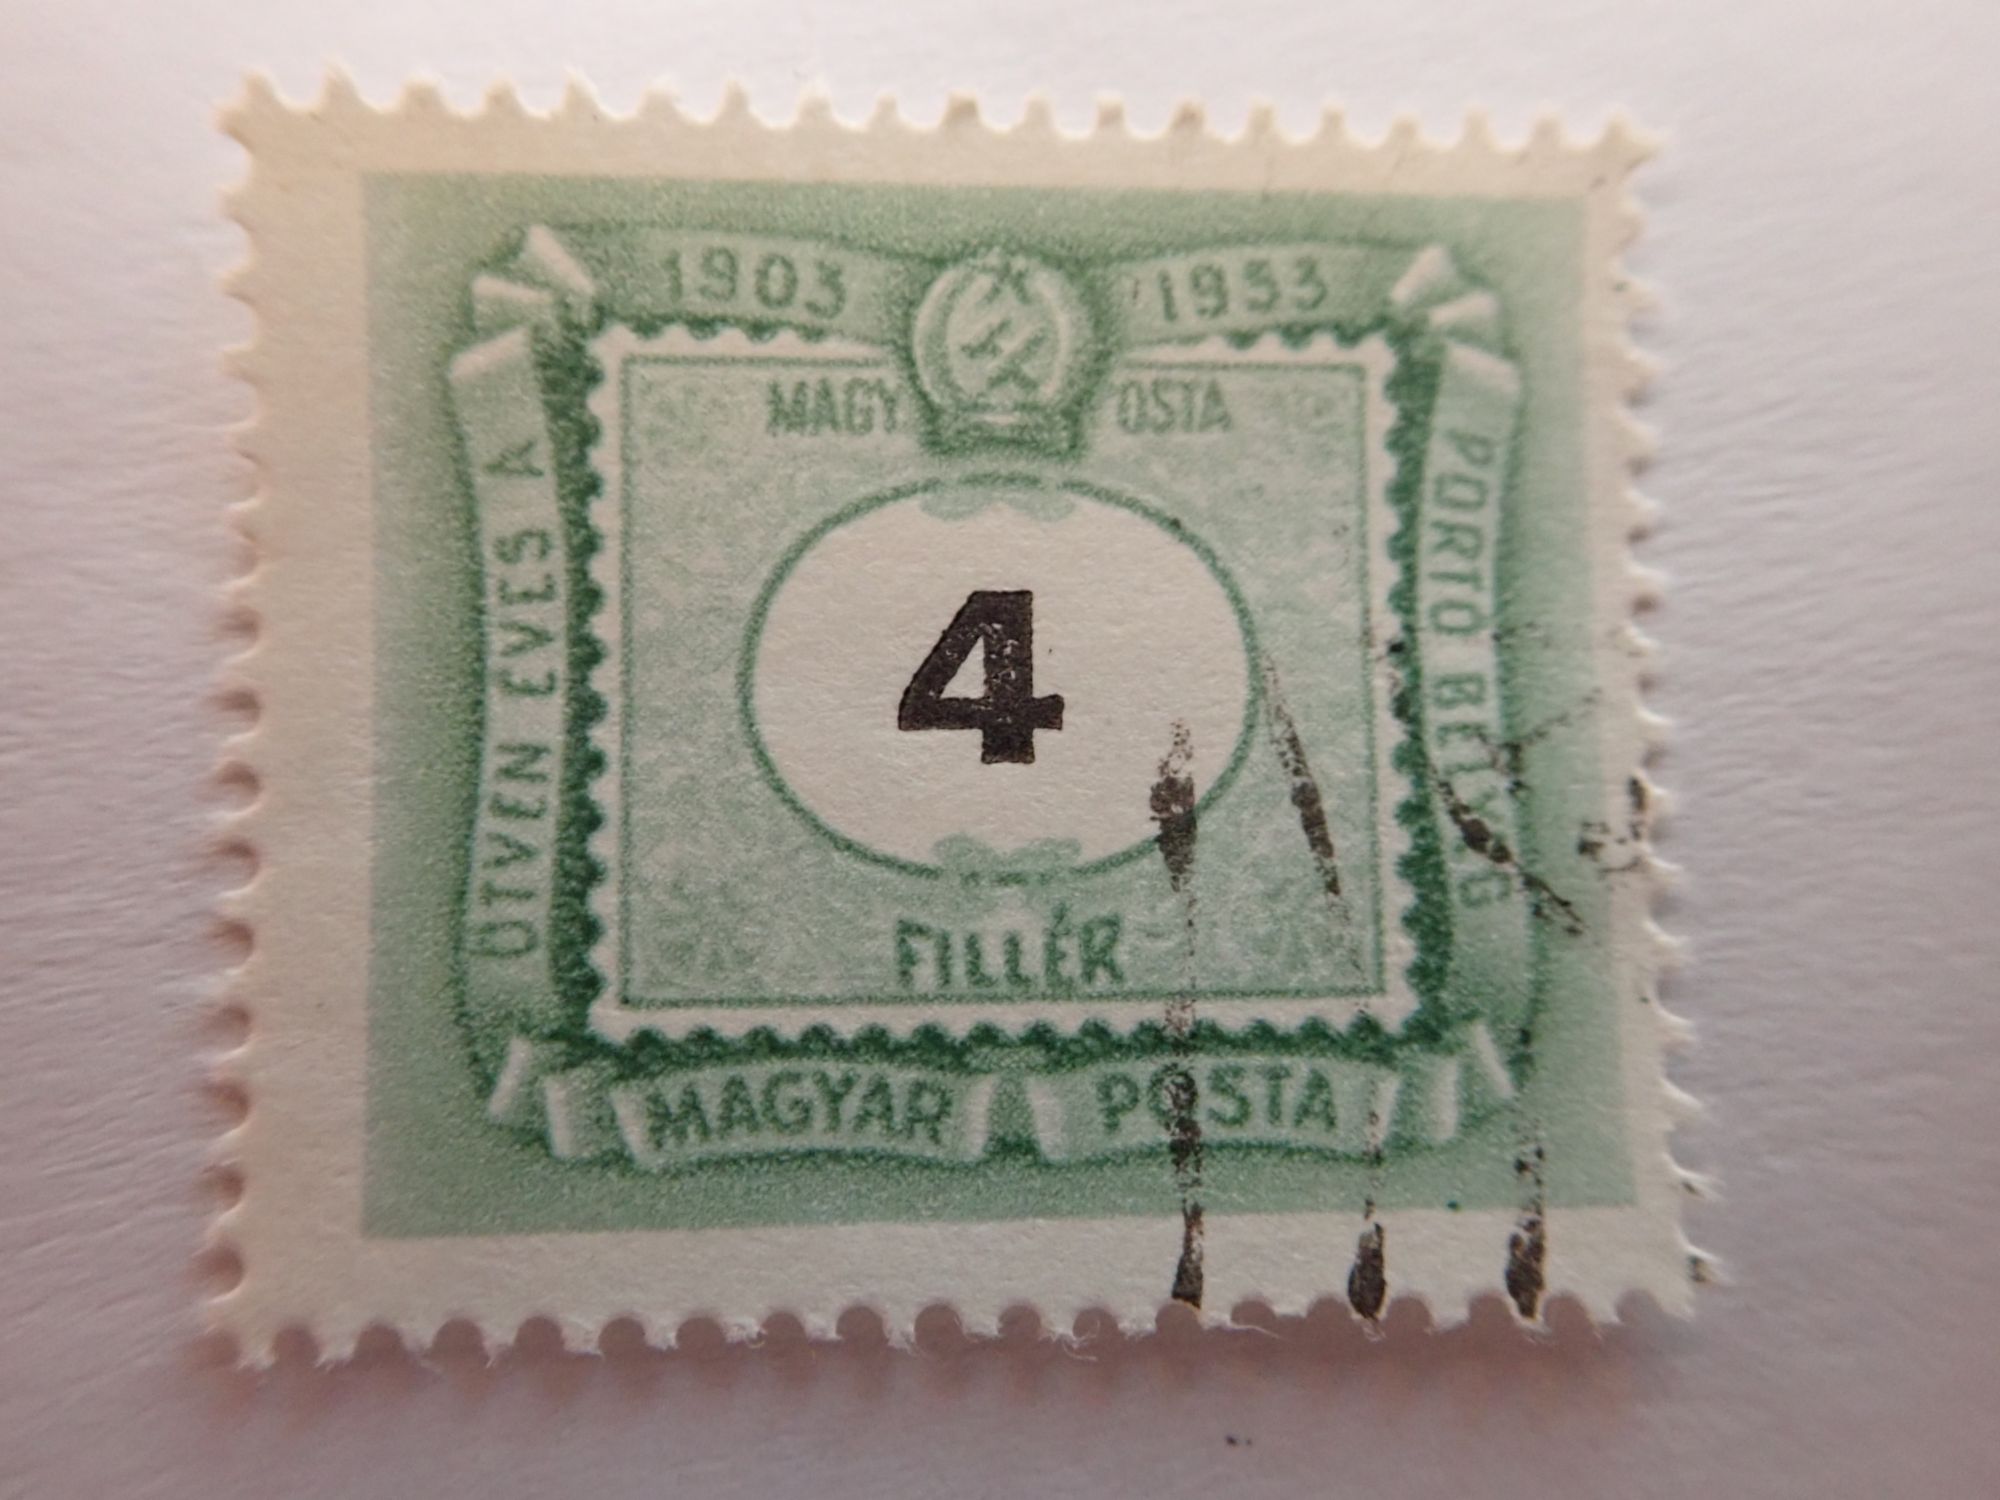 1903 1953
MAGY OSTA
ÖTVEN ÉVES A
PORTÓ BÉLYEG
4
FILLÉR
MAGYAR POSTA